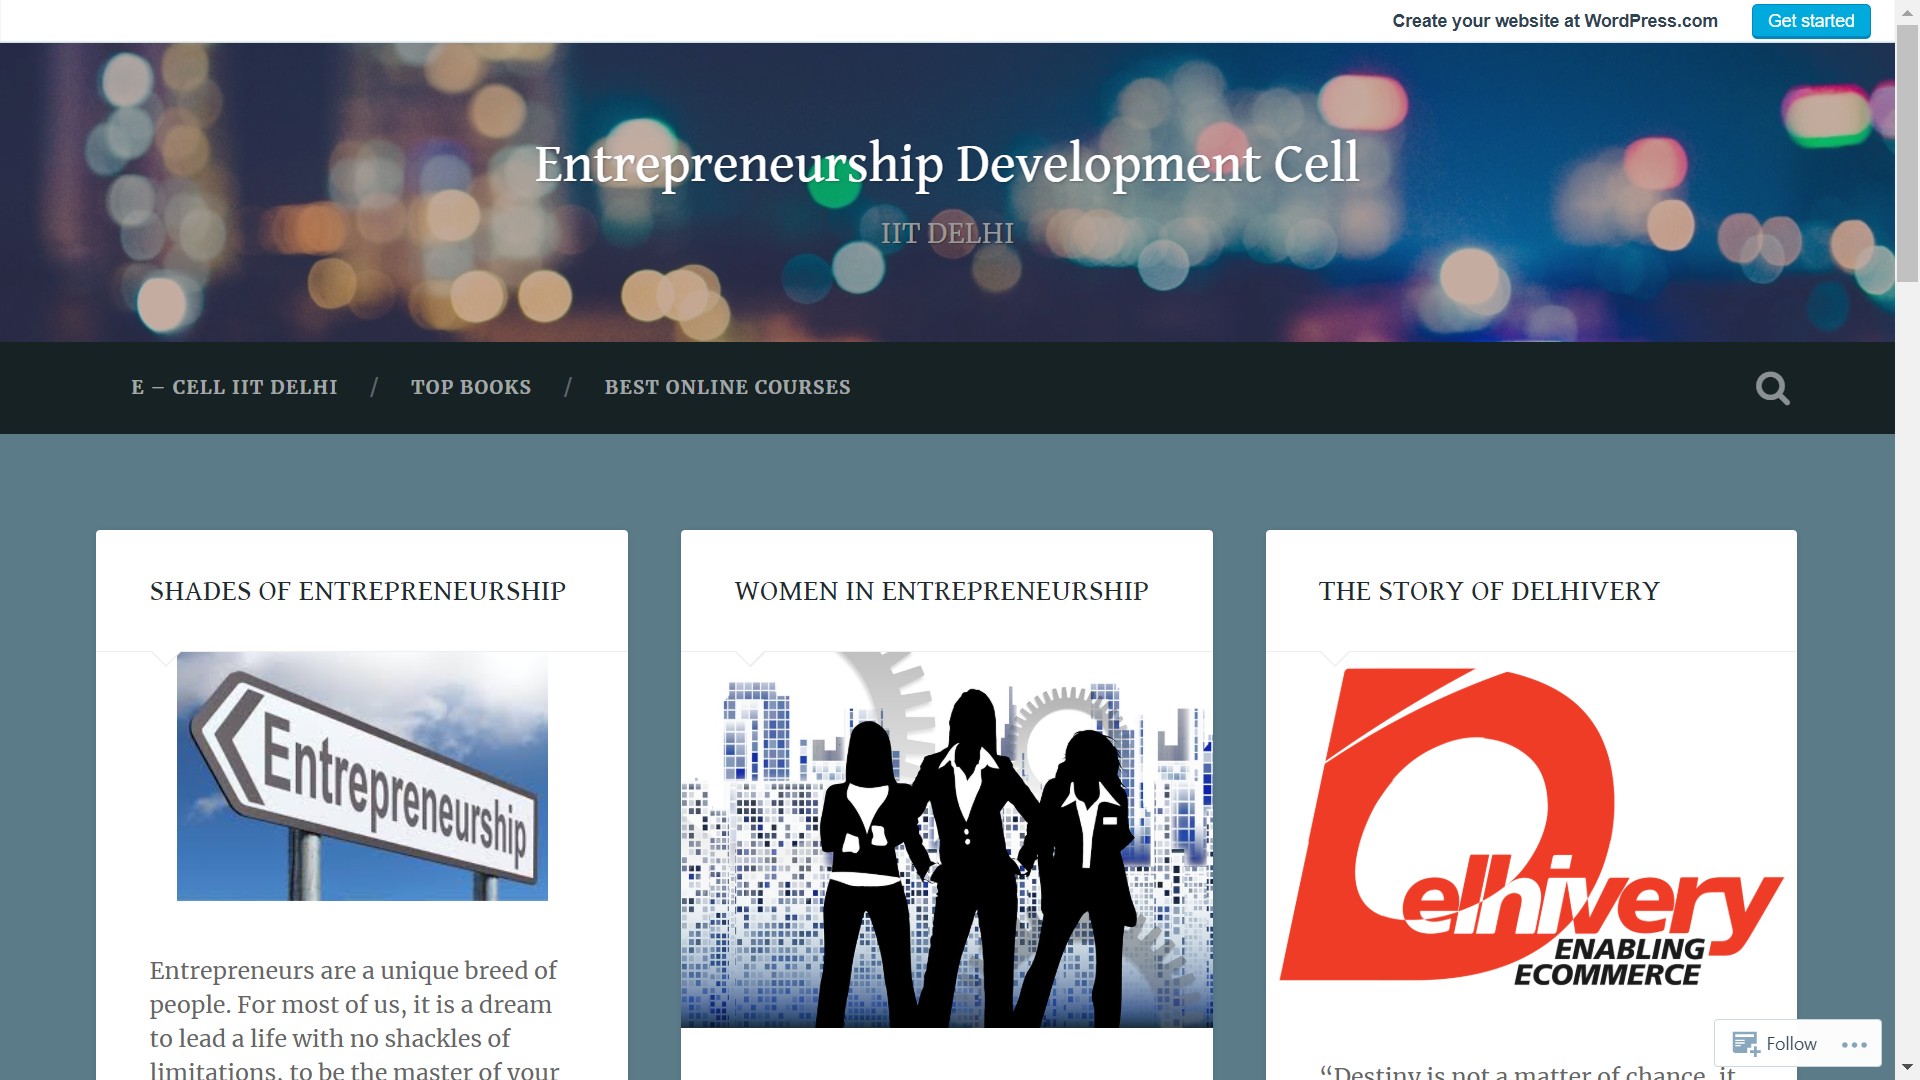 Create your website at WordPress.com
Get started
Entrepreneurship Development Cell
IIT DELHI
E – CELL IIT DELHI / TOP BOOKS / BEST ONLINE COURSES
SHADES OF ENTREPRENEURSHIP
Entrepreneurship
Entrepreneurs are a unique breed of
people. For most of us, it is a dream
to lead a life with no shackles of
limitations, to be the master of your
WOMEN IN ENTREPRENEURSHIP
THE STORY OF DELHIVERY
Delhivery
ENABLING
ECOMMERCE
“Destiny is not a matter of chance, it
Follow